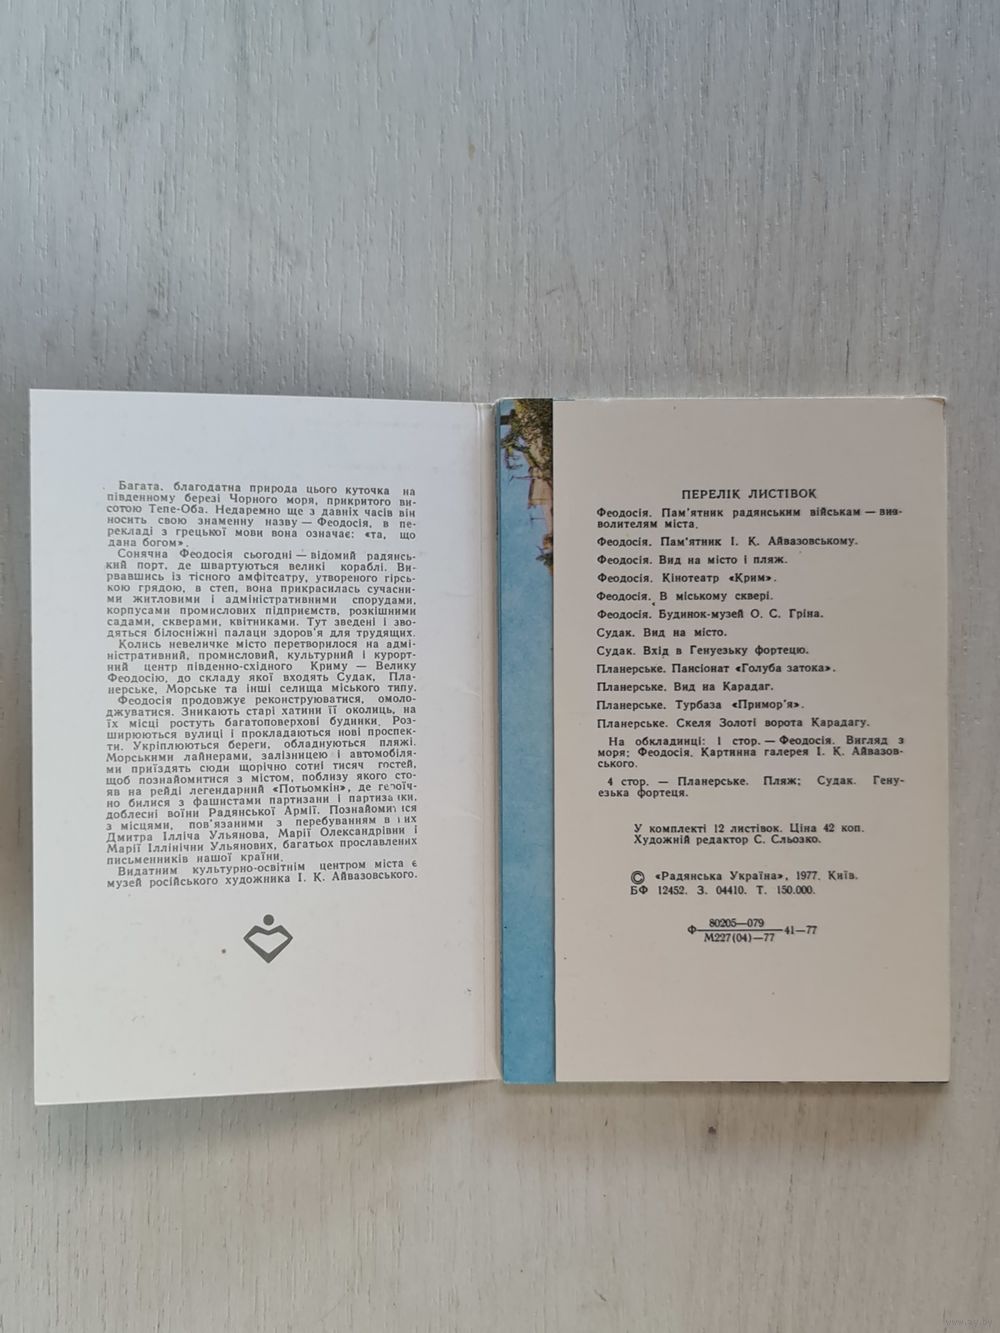 Багата, благодатна природа цього куточка на
південному березі Чорного моря, прикритого ви-
сотою Тепе-Оба. Недаремно ще з давніх часів він
носить свою знаменну назву — Феодосія, в пе-
рекладі з грецької мови вона означає: «та, що
дана богом».
Сонячна Феодосія сьогодні — відомий радянсь-
кий порт, де швартуються великі кораблі. Ви-
рвавшись із тісного амфітеатру, утвореного гірсь-
кою грядою, в степ, вона прикрасилась сучасни-
ми житловими і адміністративними спорудами,
корпусами промислових підприємств, розкішними
садами, скверами, квітниками. Тут зведені і зво-
дяться білосніжні палаци здоров'я для трудящих.
Колись невеличке місто перетворилося на адмі-
ністративний, промисловий, культурний і курорт-
ний центр південно-східного Криму — Велику
Феодосію, до складу якої входять Судак, Пла-
нерське, Морське та інші селища міського типу.
Феодосія продовжує реконструюватися, омоло-
джуватися. Зникають старі хатини її околиць, на
їх місці ростуть багатоповерхові будинки. Роз-
ширюються вулиці і прокладаються нові проспек-
ти. Укріплюються береги, обладнуються пляжі.
Морськими лайнерами, залізницею і автомобіля-
ми приїздять сюди щорічно сотні тисяч гостей,
щоб познайомитися з містом, поблизу якого сто-
яв на рейді легендарний «Потьомкін», де героїч-
но билися з фашистами партизани і партизанки,
доблесні воїни Радянської Армії. Познайомитися
з місцями, пов'язаними з перебуванням в них
Дмитра Ілліча Ульянова, Марії Олександрівни і
Марії Іллінічни Ульянових, багатьох прославлених
письменників нашої країни.
Видатним культурно-освітнім центром міста є
музей російського художника І. К. Айвазовського.
ПЕРЕЛІК ЛИСТІВОК
Феодосія. Пам'ятник радянським військам — виз-
волителям міста.
Феодосія. Пам'ятник І. К. Айвазовському.
Феодосія. Вид на місто і пляж.
Феодосія. Кінотеатр «Крим».
Феодосія. В міському сквері.
Феодосія. Будинок-музей О. С. Гріна.
Судак. Вид на місто.
Судак. Вхід в Генуезьку фортецю.
Планерське. Пансіонат «Голуба затока».
Планерське. Вид на Карадаг.
Планерське. Турбаза «Примор'я».
Планерське. Скеля Золоті ворота Карадагу.
На обкладинці: 1 стор. — Феодосія. Вигляд з
моря; Феодосія. Картинна галерея І. К. Айвазов-
ського.
4 стор. — Планерське. Пляж; Судак. Гену-
езька фортеця.
У комплекті 12 листівок. Ціна 42 коп.
Художній редактор С. Сльозко.
© «Радянська Україна», 1977. Київ.
БФ 12452. З. 04410. Т. 150.000.
Ф 80205—079 41—77
М227(04)—77
www.ay.by